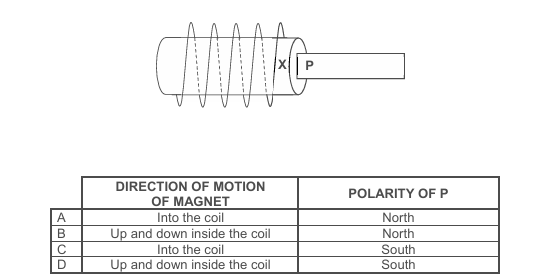 X P
DIRECTION OF MOTION
OF MAGNET
POLARITY OF P
A Into the coil North
B Up and down inside the coil North
C Into the coil South
D Up and down inside the coil South